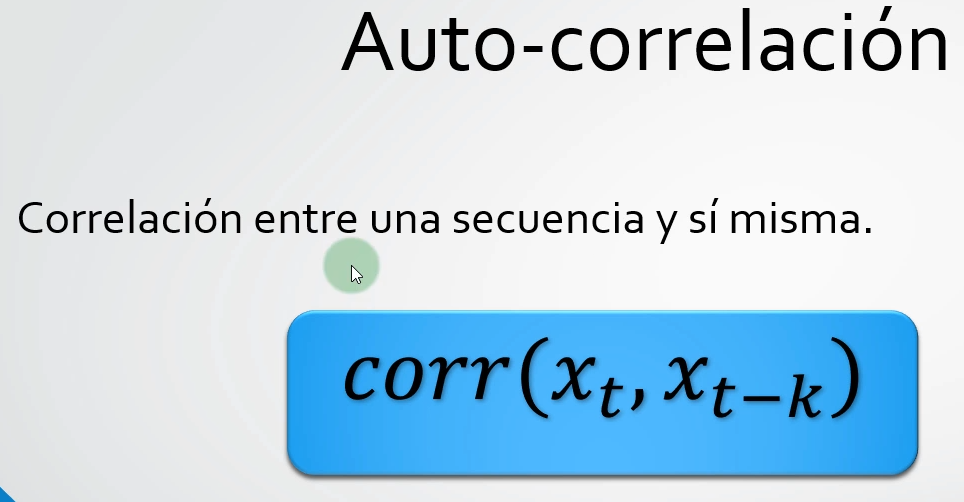 Auto-correlación
Correlación entre una secuencia y sí misma.
corr(xₜ, xₜ₋ₖ)